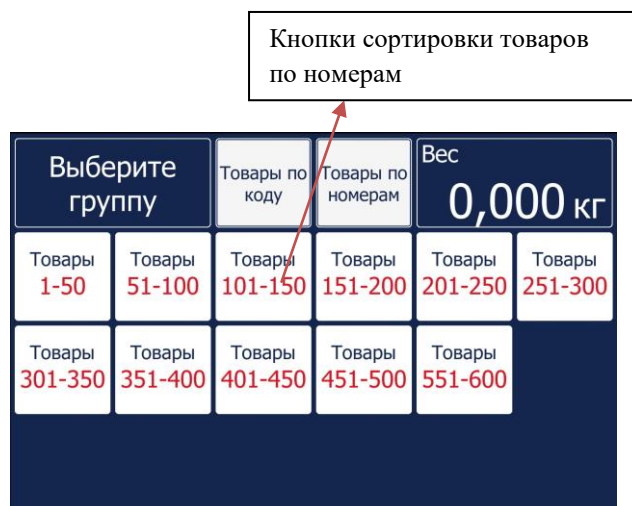 Кнопки сортировки товаров
по номерам
Выберите
группу
Товары по
коду
Товары по
номерам
Вес
0,000 кг
Товары
1-50
Товары
51-100
Товары
101-150
Товары
151-200
Товары
201-250
Товары
251-300
Товары
301-350
Товары
351-400
Товары
401-450
Товары
451-500
Товары
551-600